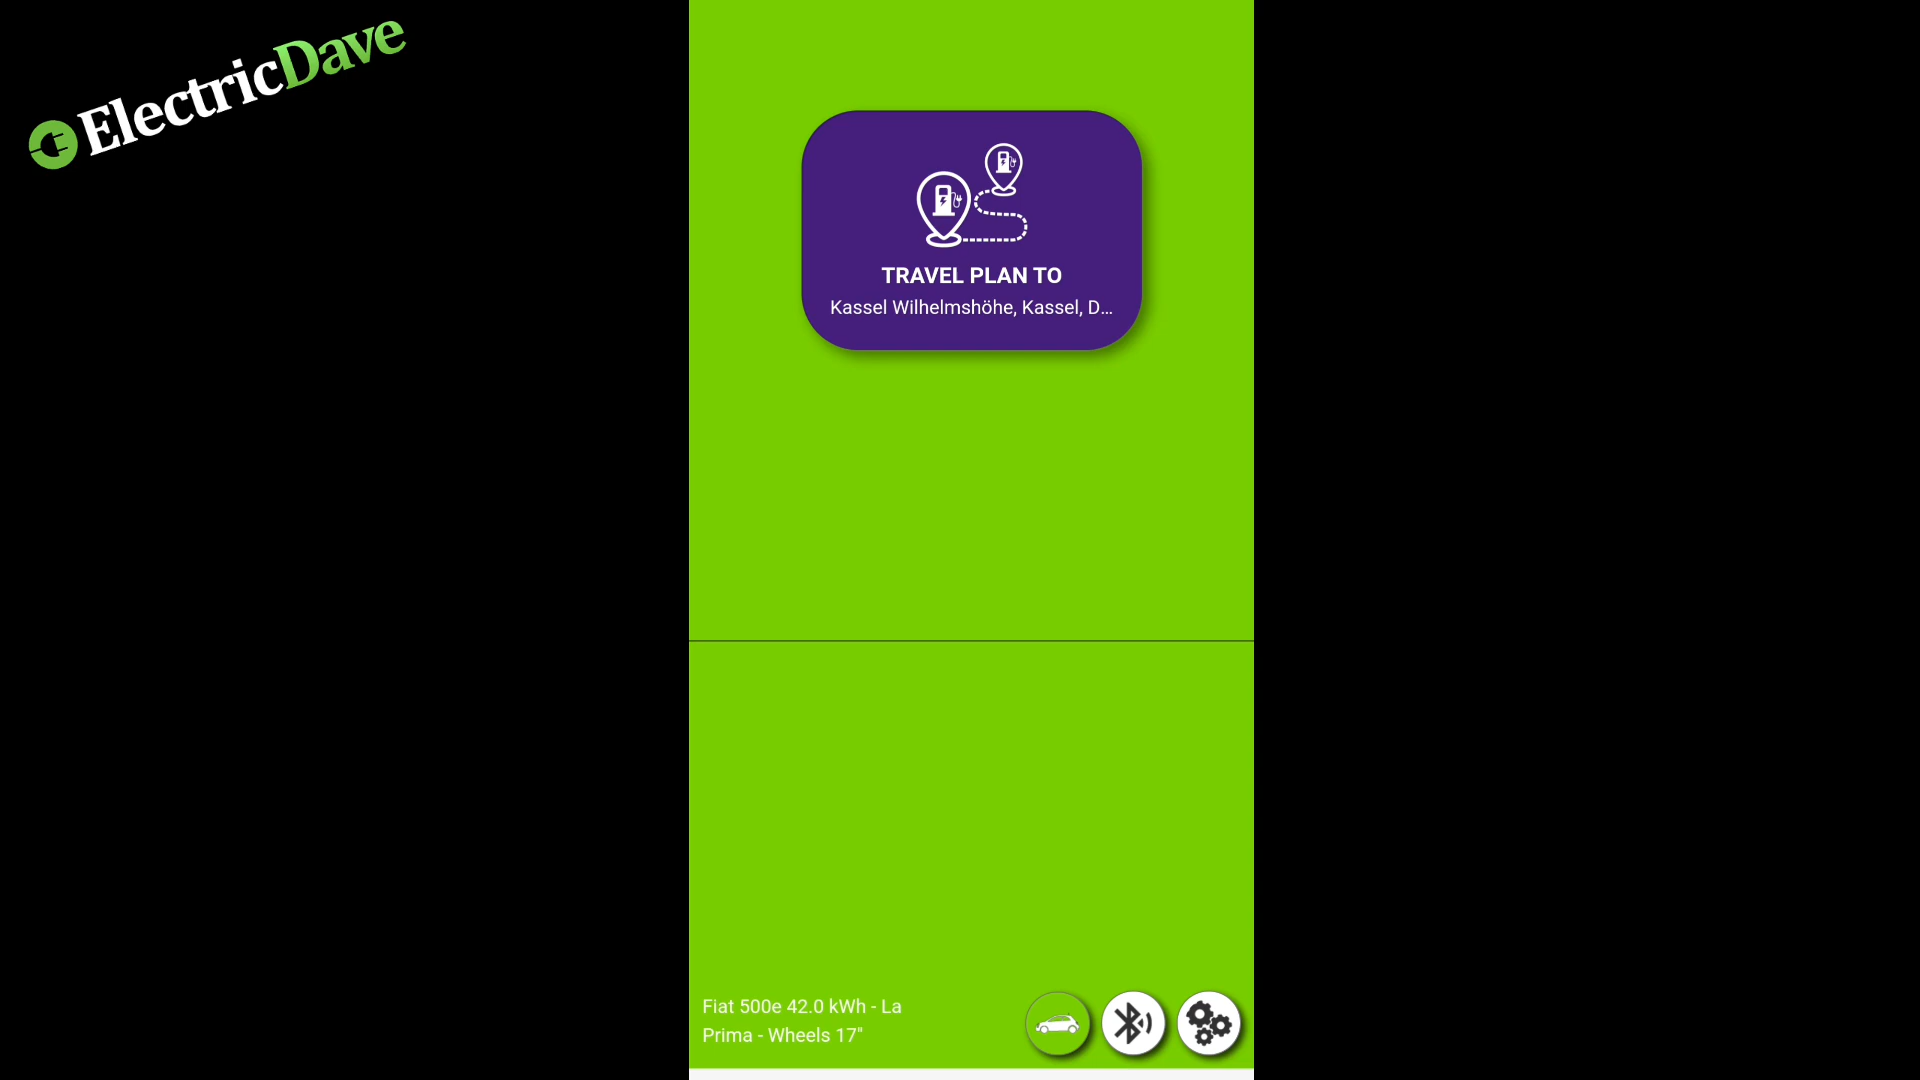 ElectricDave
TRAVEL PLAN TO
Kassel Wilhelmshöhe, Kassel, D...
Fiat 500e 42.0 kWh - La
Prima - Wheels 17"